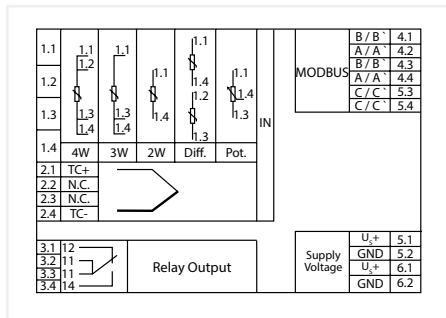 1.1
1.2
1.3
1.4
1.1
1.2
1.3
1.4
4W
1.1
1.3
1.4
3W
1.1
1.4
2W
1.1
1.4
1.2
1.3
Diff.
1.1
1.4
1.3
Pot.
IN
MODBUS
B / B` 4.1
A / A` 4.2
B / B` 4.3
A / A` 4.4
C / C` 5.3
C / C` 5.4
2.1 TC+
2.2 N.C.
2.3 N.C.
2.4 TC-
3.1 12
3.2 11
3.3 11
3.4 14
Relay Output
Supply
Voltage
Us+ 5.1
GND 5.2
Us+ 6.1
GND 6.2